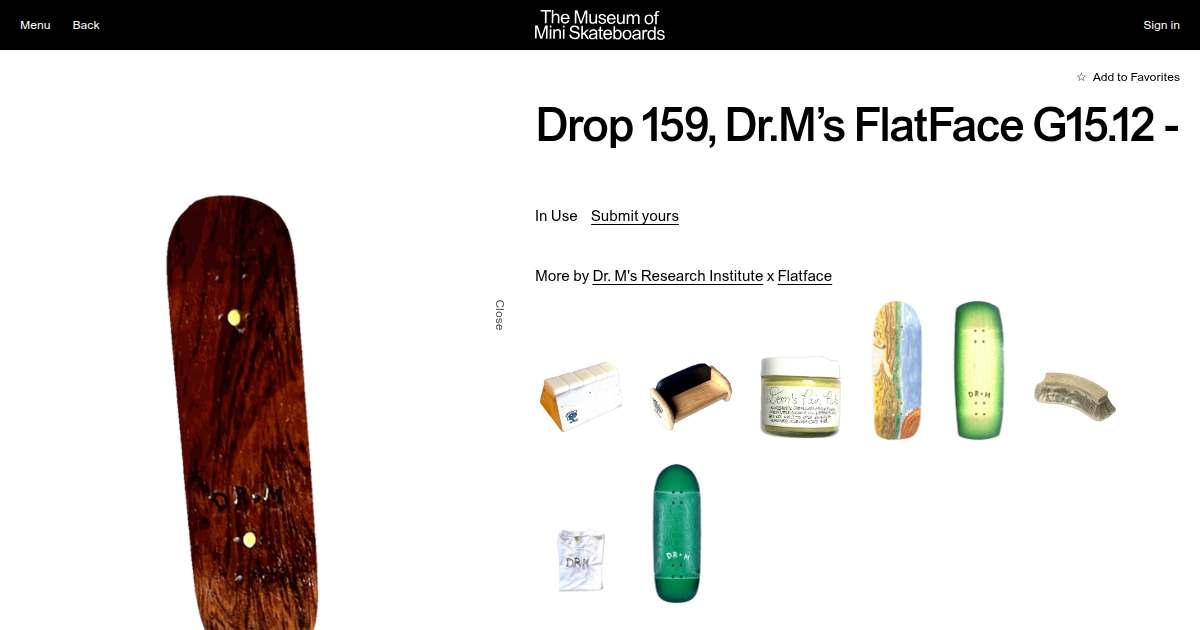 Menu
Back
The Museum of
Mini Skateboards
Sign in
☆ Add to Favorites
Drop 159, Dr.M’s FlatFace G15.12 -
In Use Submit yours
More by Dr. M's Research Institute x Flatface
Close
DR•M
DR•M
DRM
DR•M